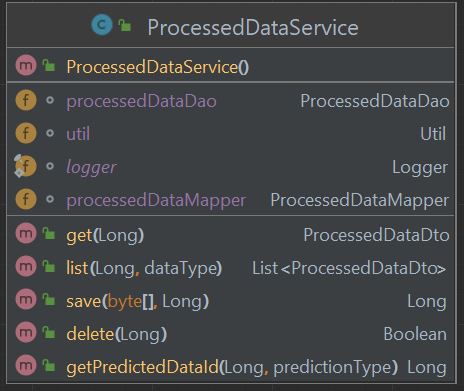 C ProcessedDataService
m ProcessedDataService()
f processedDataDao ProcessedDataDao
f util Util
f logger Logger
f processedDataMapper ProcessedDataMapper
m get(Long) ProcessedDataDto
m list(Long, dataType) List<ProcessedDataDto>
m save(byte[], Long) Long
m delete(Long) Boolean
m getPredictedDataId(Long, predictionType) Long